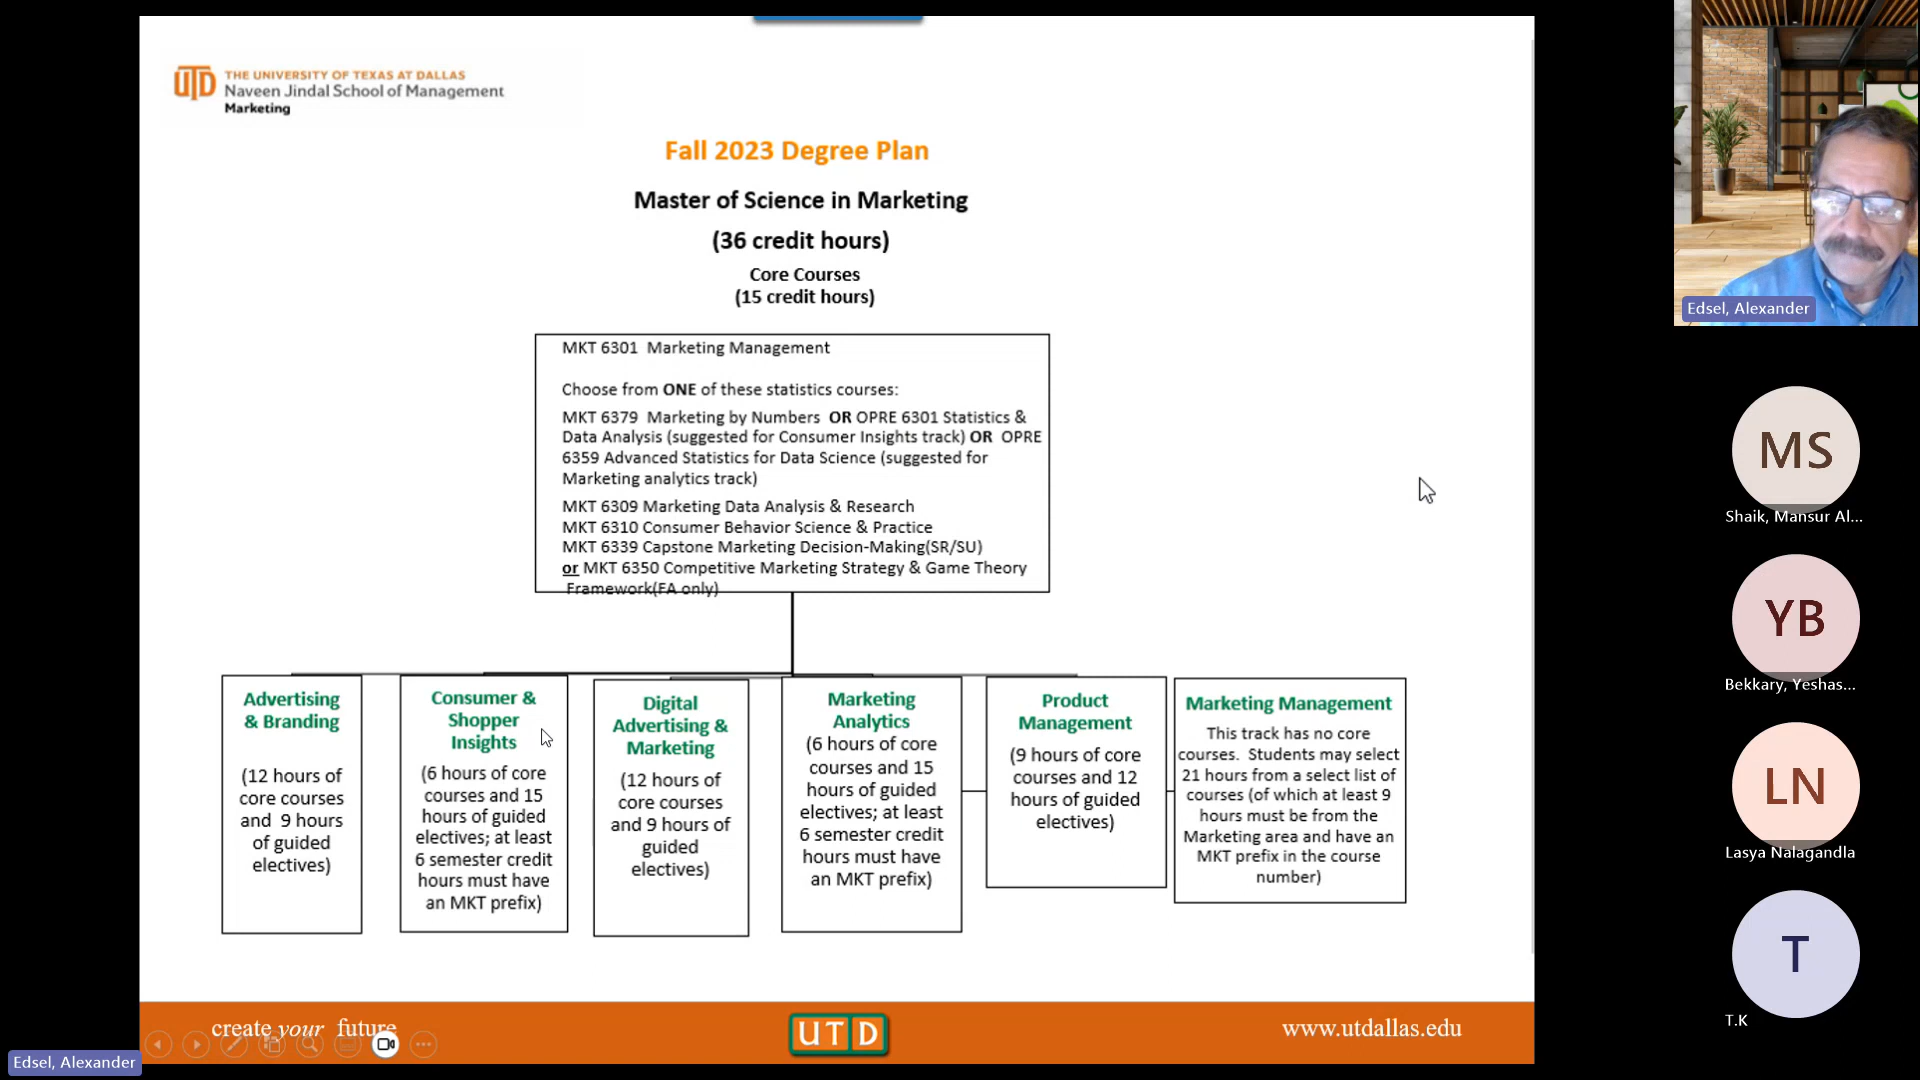 UTD THE UNIVERSITY OF TEXAS AT DALLAS
Naveen Jindal School of Management
Marketing
Fall 2023 Degree Plan
Master of Science in Marketing
(36 credit hours)
Core Courses
(15 credit hours)
MKT 6301 Marketing Management
Choose from ONE of these statistics courses:
MKT 6379 Marketing by Numbers OR OPRE 6301 Statistics &
Data Analysis (suggested for Consumer Insights track) OR OPRE
6359 Advanced Statistics for Data Science (suggested for
Marketing analytics track)
MKT 6309 Marketing Data Analysis & Research
MKT 6310 Consumer Behavior Science & Practice
MKT 6339 Capstone Marketing Decision-Making(SR/SU)
or MKT 6350 Competitive Marketing Strategy & Game Theory
Framework(FA only)
Advertising
& Branding
(12 hours of
core courses
and 9 hours
of guided
electives)
Consumer &
Shopper
Insights
(6 hours of core
courses and 15
hours of guided
electives; at least
6 semester credit
hours must have
an MKT prefix)
Digital
Advertising &
Marketing
(12 hours of
core courses
and 9 hours of
guided
electives)
Marketing
Analytics
(6 hours of core
courses and 15
hours of guided
electives; at least
6 semester credit
hours must have
an MKT prefix)
Product
Management
(9 hours of core
courses and 12
hours of guided
electives)
Marketing Management
This track has no core
courses. Students may select
21 hours from a select list of
courses (of which at least 9
hours must be from the
Marketing area and have an
MKT prefix in the course
number)
create your future
UTD
www.utdallas.edu
Edsel, Alexander
Edsel, Alexander
MS
Shaik, Mansur Al...
YB
Bekkary, Yeshas...
LN
Lasya Nalagandla
T
T.K